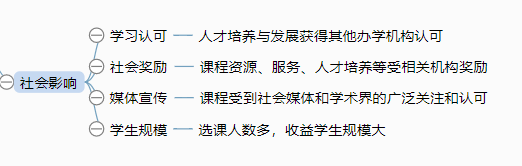 学习认可 人才培养与发展获得其他办学机构认可
社会奖励 课程资源、服务、人才培养等受相关机构奖励
社会影响
媒体宣传 课程受到社会媒体和学术界的广泛关注和认可
学生规模 选课人数多，收益学生规模大